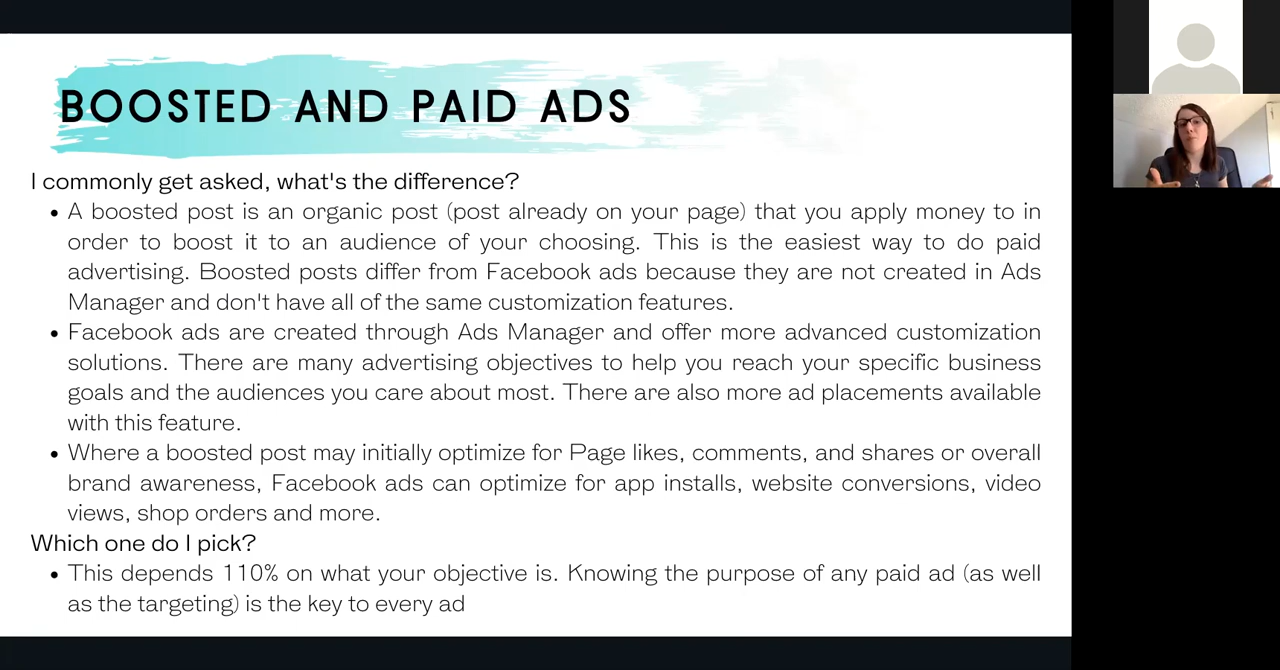 BOOSTED AND PAID ADS
I commonly get asked, what's the difference?
• A boosted post is an organic post (post already on your page) that you apply money to in
order to boost it to an audience of your choosing. This is the easiest way to do paid
advertising. Boosted posts differ from Facebook ads because they are not created in Ads
Manager and don't have all of the same customization features.
• Facebook ads are created through Ads Manager and offer more advanced customization
solutions. There are many advertising objectives to help you reach your specific business
goals and the audiences you care about most. There are also more ad placements available
with this feature.
• Where a boosted post may initially optimize for Page likes, comments, and shares or overall
brand awareness, Facebook ads can optimize for app installs, website conversions, video
views, shop orders and more.
Which one do I pick?
• This depends 110% on what your objective is. Knowing the purpose of any paid ad (as well
as the targeting) is the key to every ad